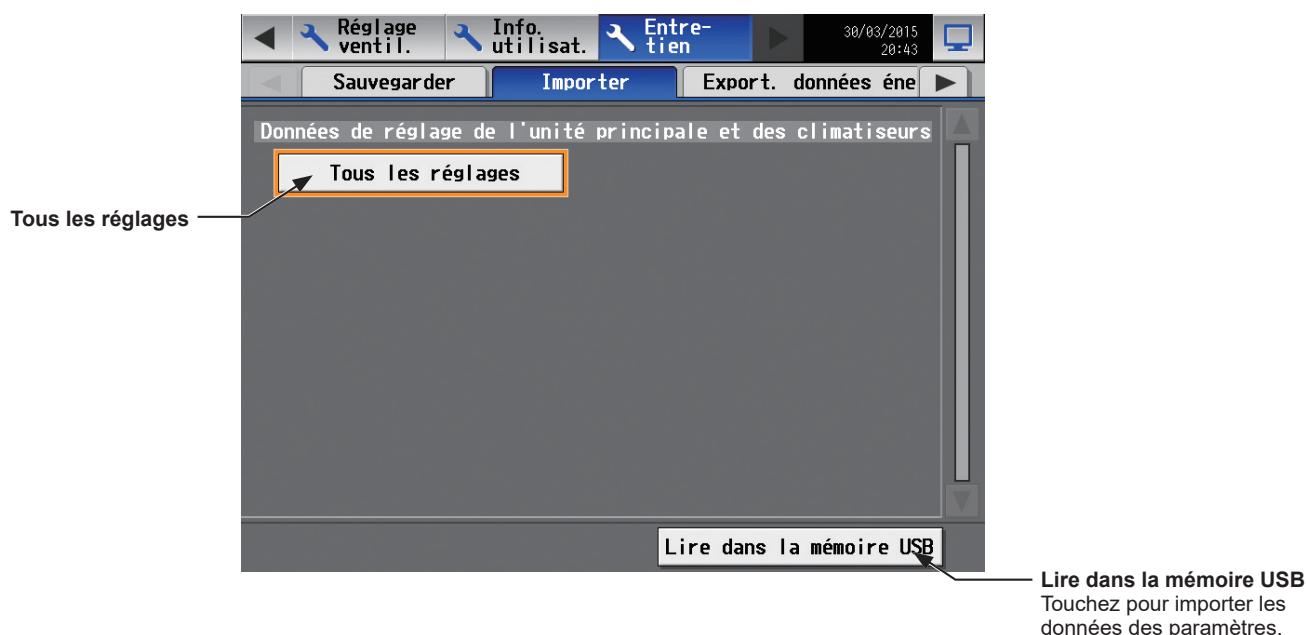 Réglage ventil.
Info. utilisat.
Entre- tien
30/03/2015
20:43
Sauvegarder
Importer
Export. données éne
Données de réglage de l'unité principale et des climatiseurs
Tous les réglages
Tous les réglages
Lire dans la mémoire USB
Lire dans la mémoire USB
Touchez pour importer les
données des paramètres.